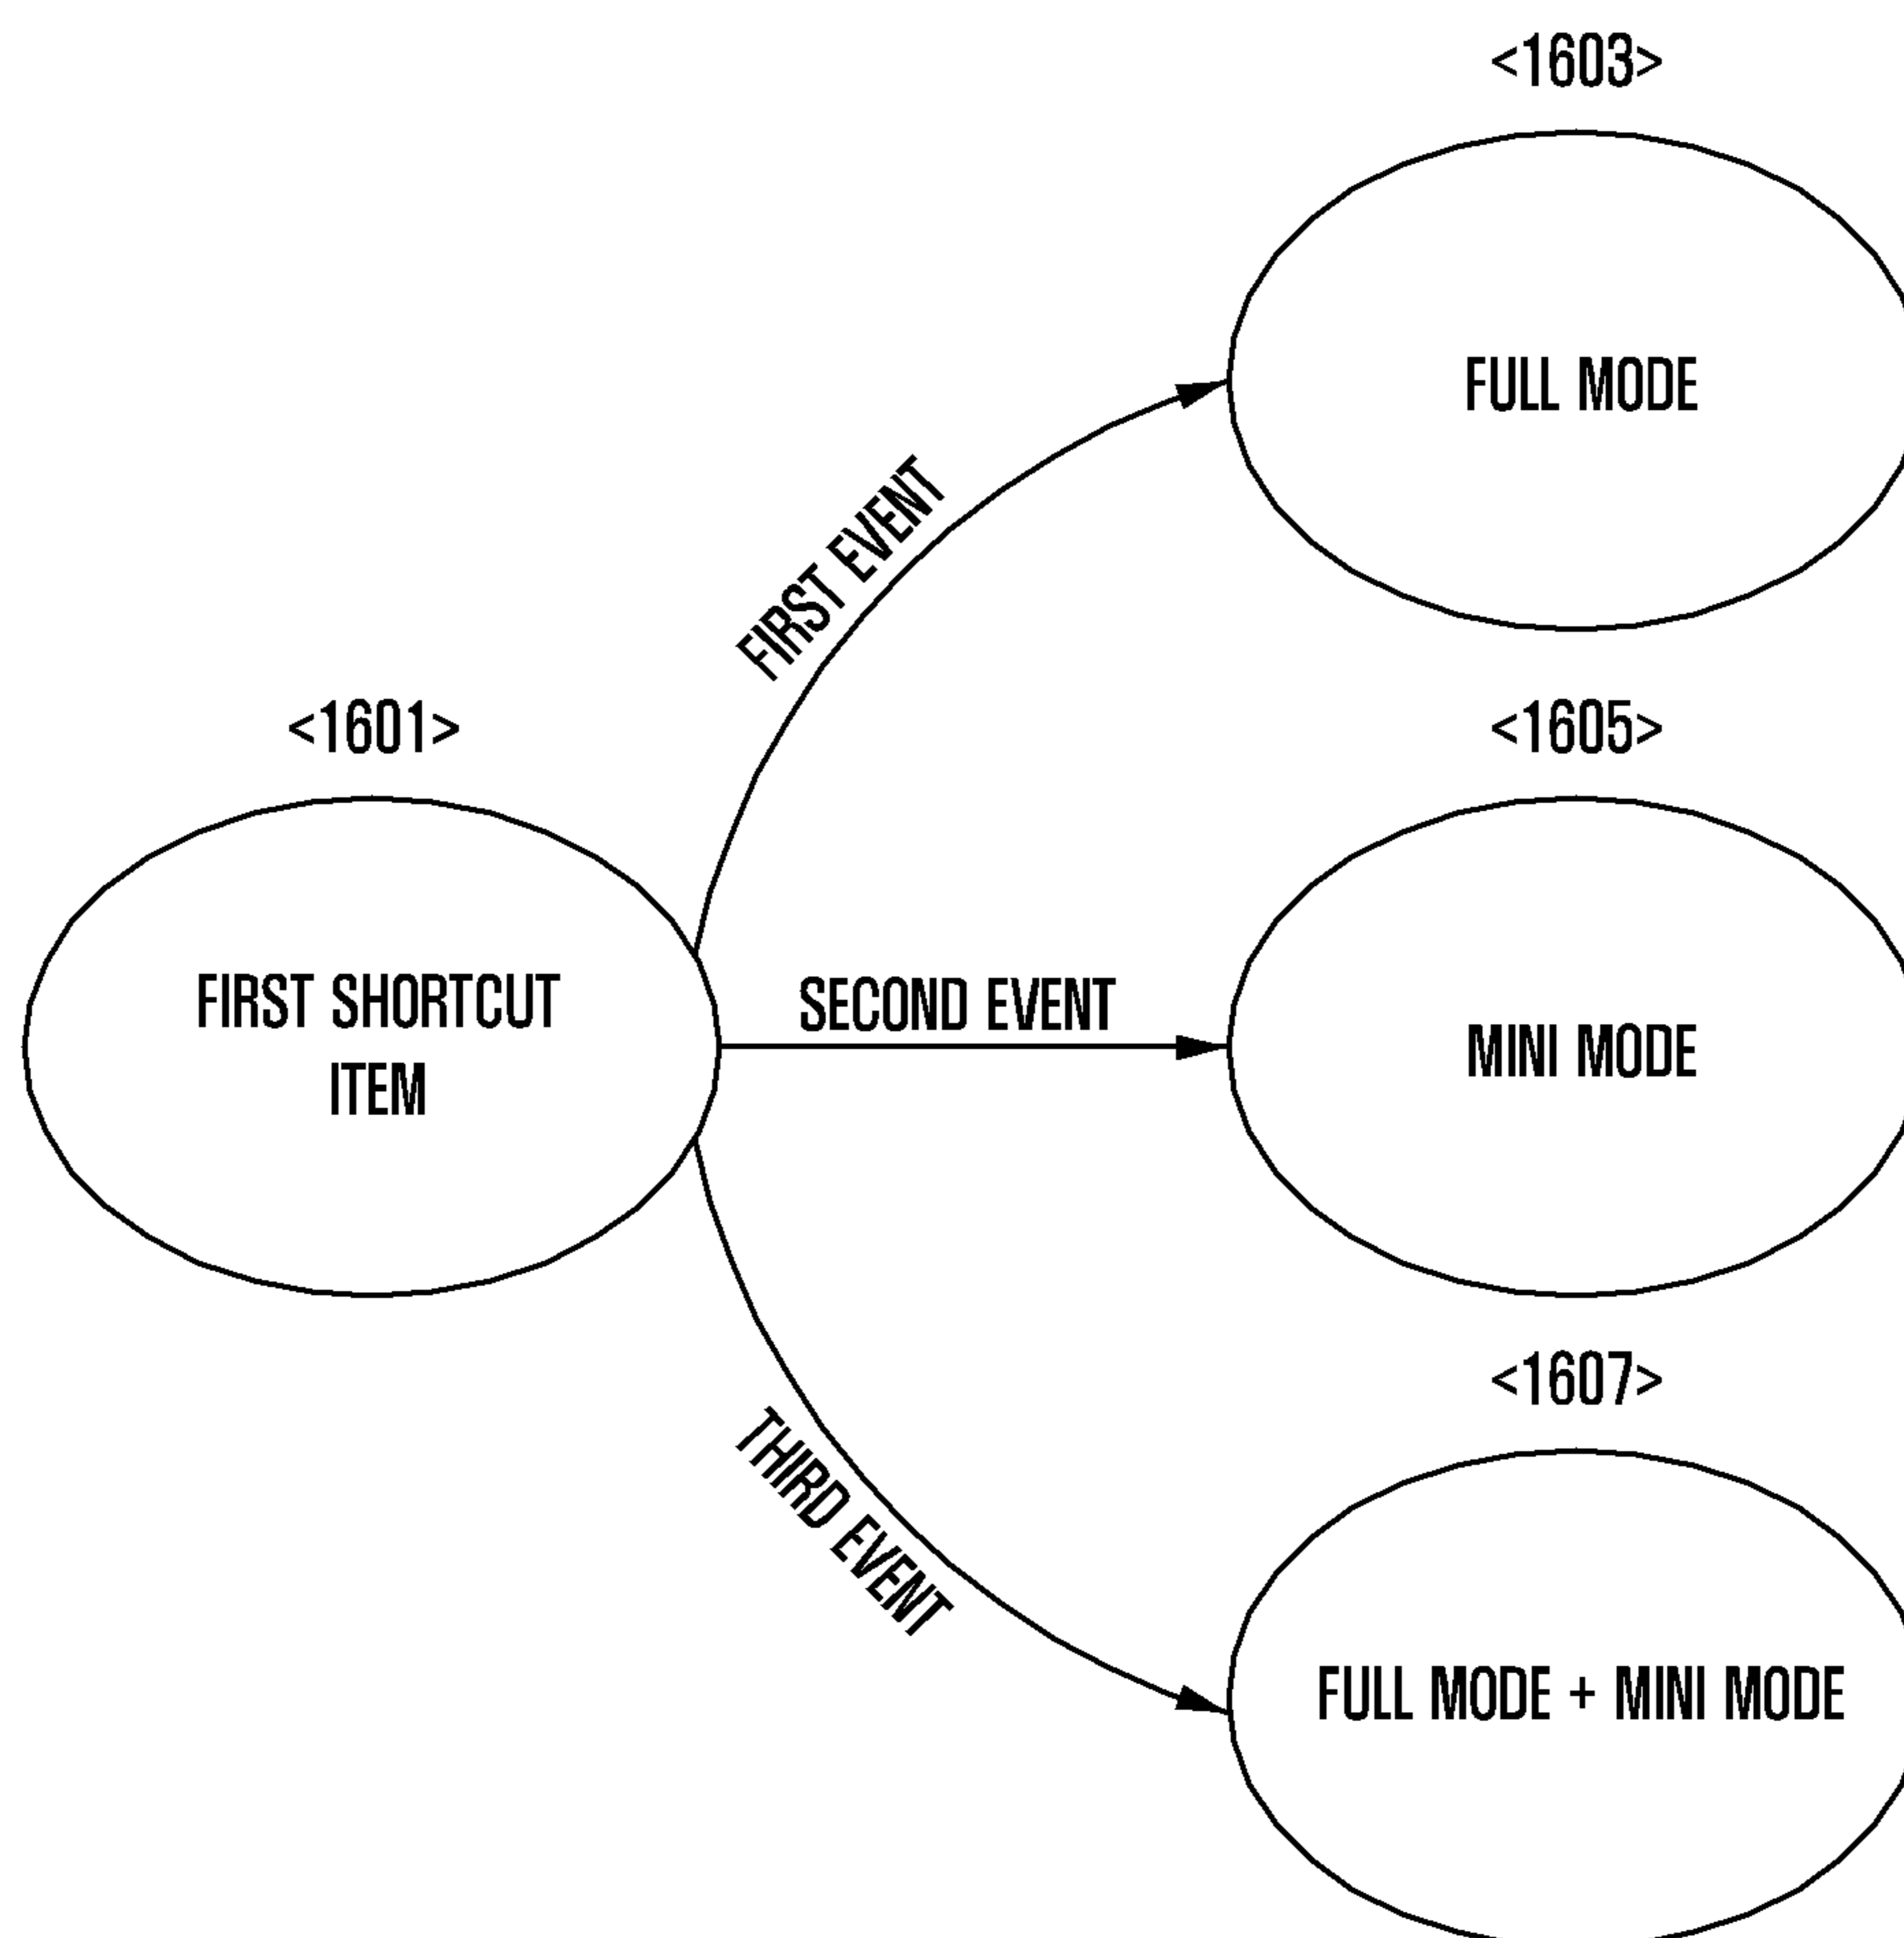 <1603>
FULL MODE
FIRST EVENT
<1601>
<1605>
FIRST SHORTCUT
ITEM
SECOND EVENT
MINI MODE
<1607>
THIRD EVENT
FULL MODE + MINI MODE